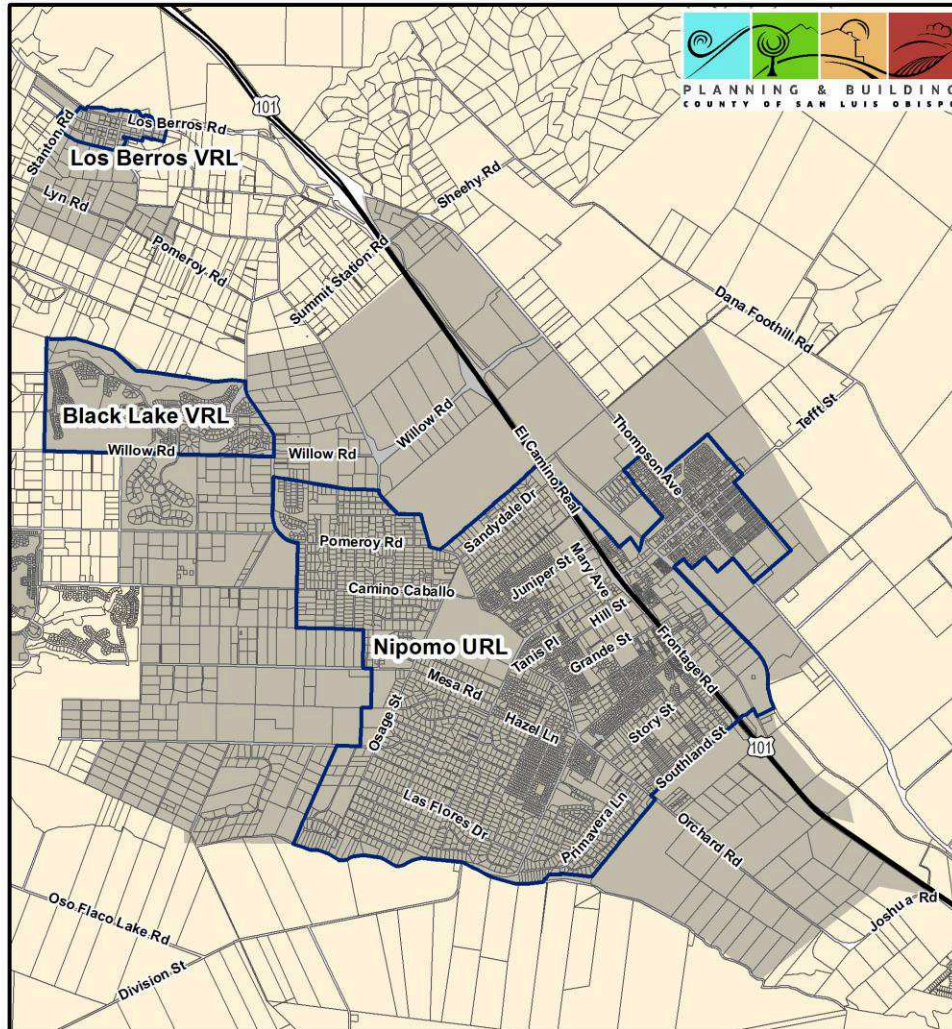 PLANNING & BUILDING
COUNTY OF SAN LUIS OBISPO
101
Los Berros Rd
Stanton Rd
Los Berros VRL
Sheehy Rd
Lyn Rd
Pomeroy Rd
Summit Station Rd
Dana Foothill Rd
Black Lake VRL
Willow Rd
Willow Rd
Willow Rd
El Camino Real
Thompson Ave
Tefft St
Sandydale Dr
Pomeroy Rd
Juniper St
Mary Ave
Camino Caballo
Hill St
Nipomo URL
Tanis Pl
Grande St
Frontage Rd
Mesa Rd
Osage St
Hazel Ln
Story St
Southland St
101
Las Flores Dr
Primavera Ln
Orchard Rd
Joshua Rd
Oso Flaco Lake Rd
Division St